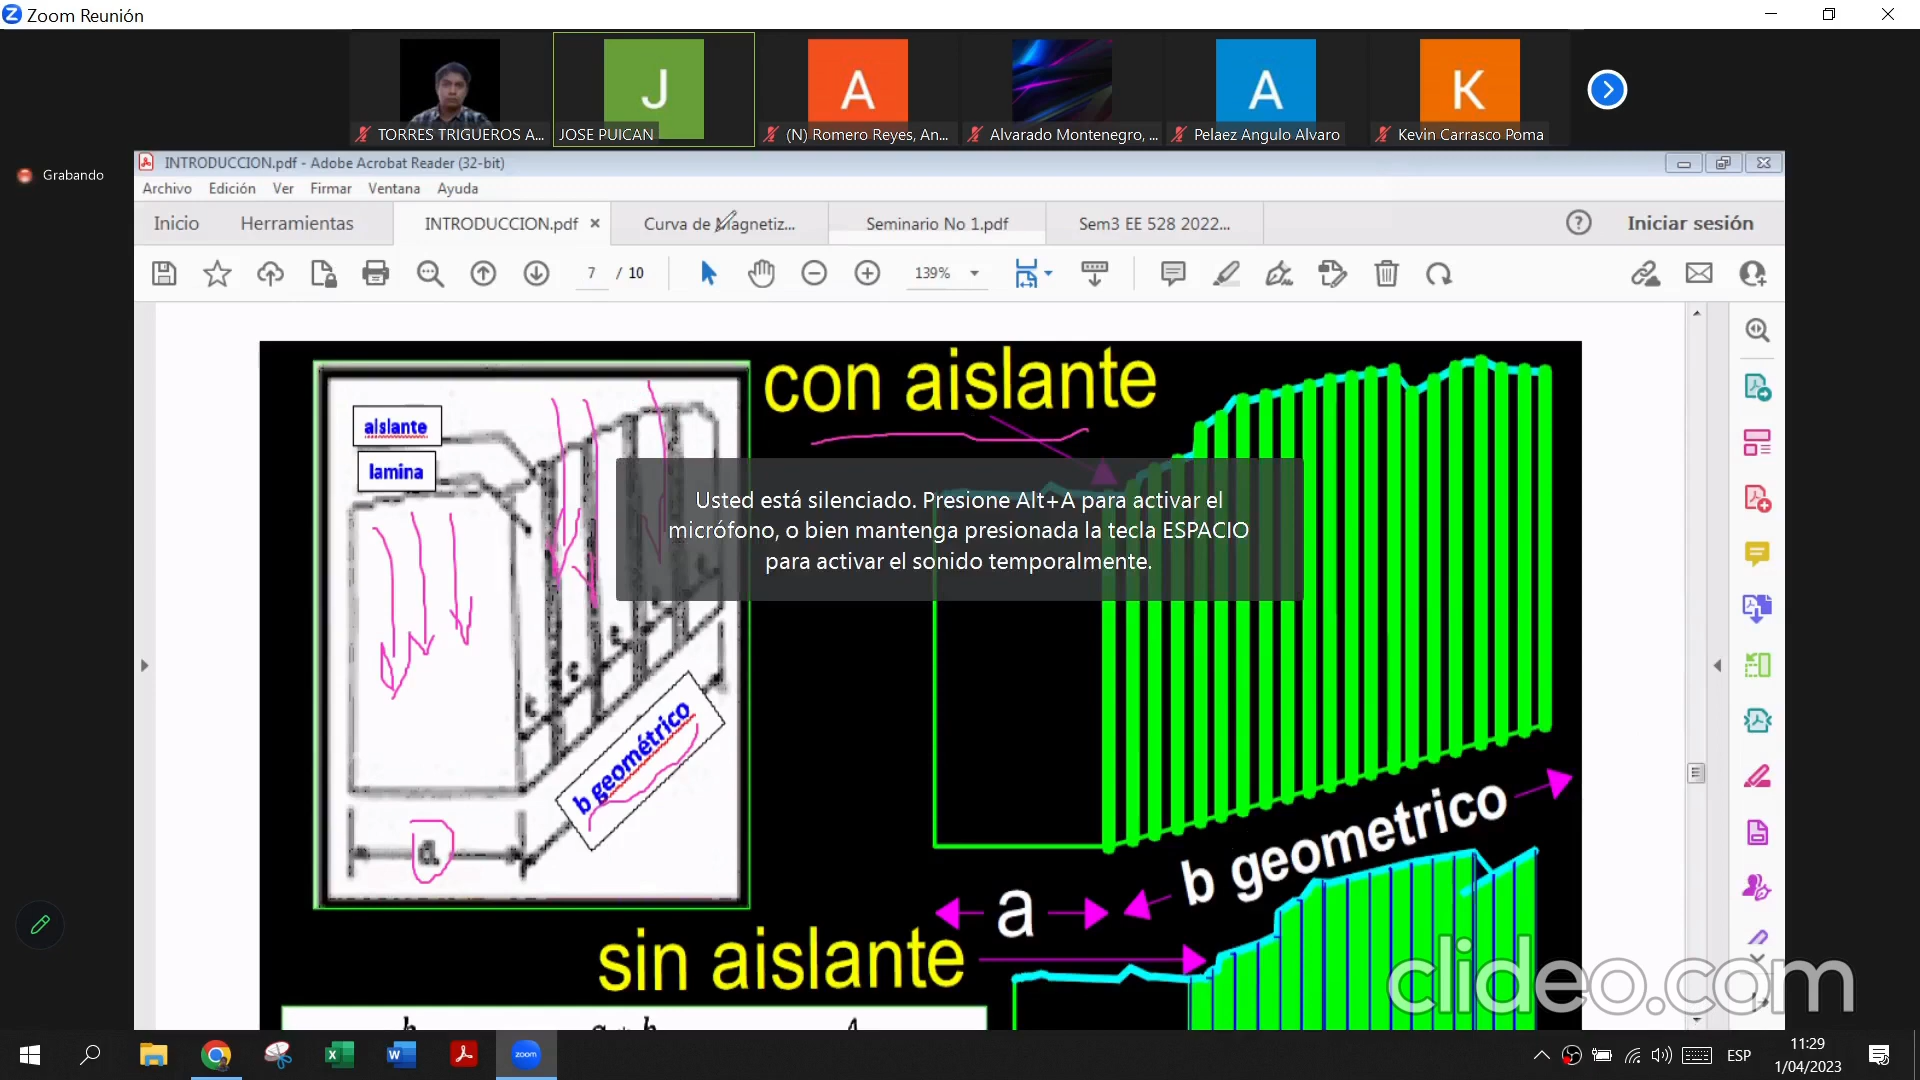 Zoom Reunión
J
A
A
K
TORRES TRIGUEROS A...
JOSE PUICAN
(N) Romero Reyes, An...
Alvarado Montenegro, ...
Pelaez Angulo Alvaro
Kevin Carrasco Poma
Grabando
INTRODUCCION.pdf - Adobe Acrobat Reader (32-bit)
Archivo Edición Ver Firmar Ventana Ayuda
Inicio Herramientas INTRODUCCION.pdf Curva de Magnetiz... Seminario No 1.pdf Sem3 EE 528 2022... Iniciar sesión
7 / 10 139%
con aislante
aislante
lamina
Usted está silenciado. Presione Alt+A para activar el
micrófono, o bien mantenga presionada la tecla ESPACIO
para activar el sonido temporalmente.
b geométrico
a
b geometrico
a
sin aislante
clideo.com
zoom
ESP
11:29
1/04/2023